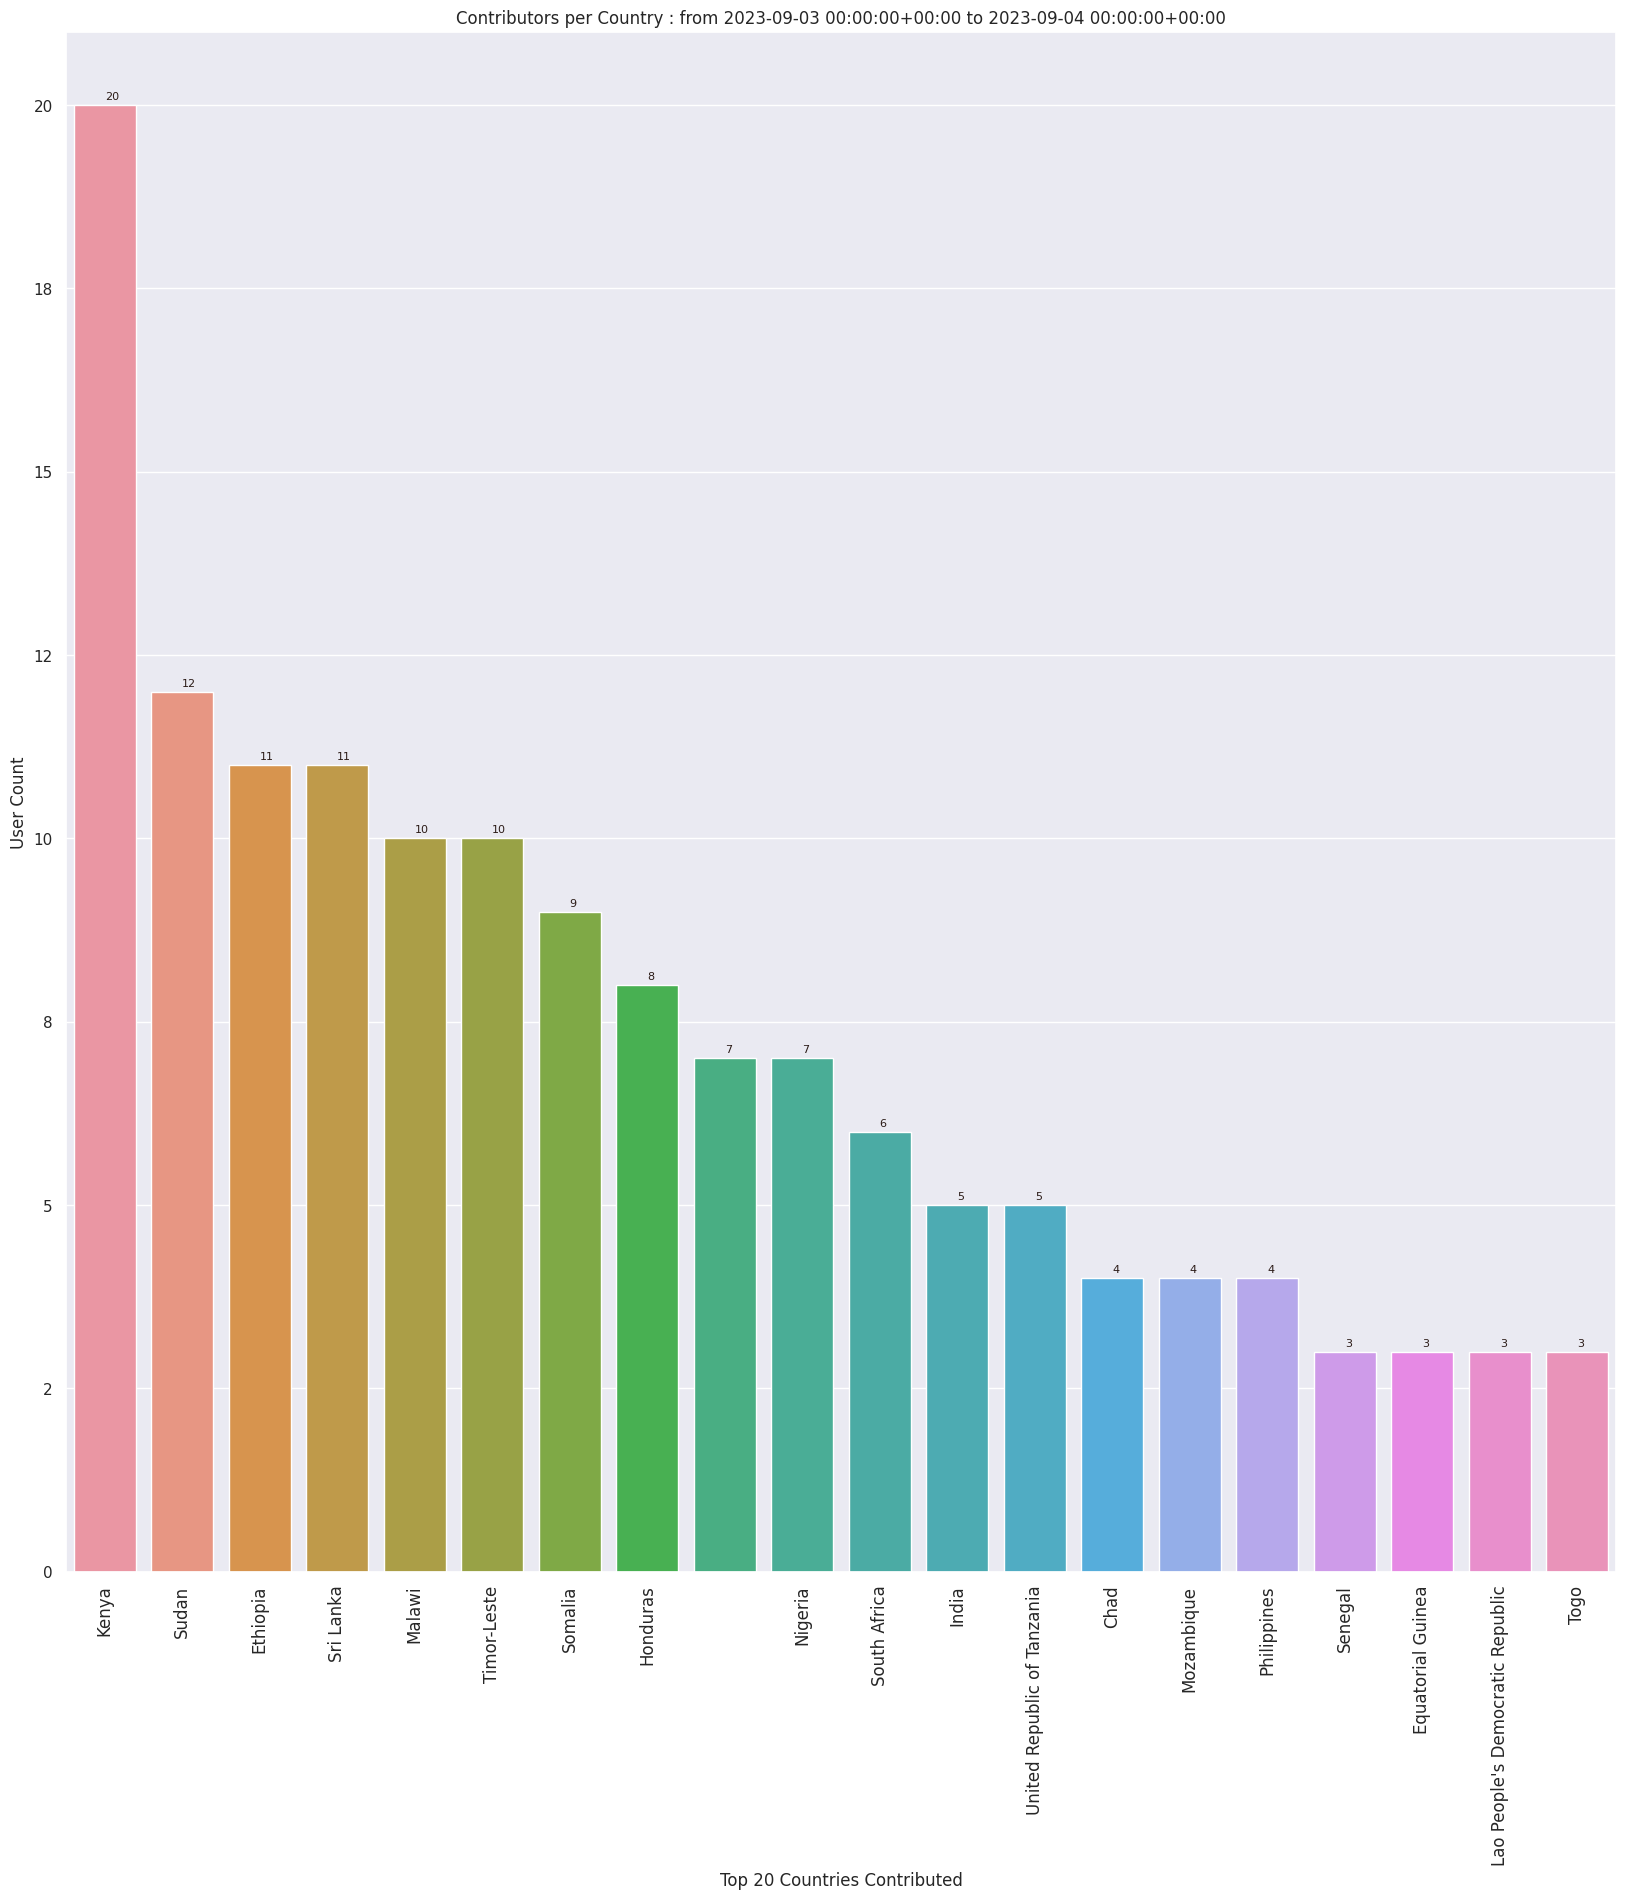 Contributors per Country : from 2023-09-03 00:00:00+00:00 to 2023-09-04 00:00:00+00:00
User Count
20
18
15
12
10
8
5
2
0
20
12
11
11
10
10
9
8
7
7
6
5
5
4
4
4
3
3
3
3
Kenya
Sudan
Ethiopia
Sri Lanka
Malawi
Timor-Leste
Somalia
Honduras
Nigeria
South Africa
India
United Republic of Tanzania
Chad
Mozambique
Philippines
Senegal
Equatorial Guinea
Lao People's Democratic Republic
Togo
Top 20 Countries Contributed